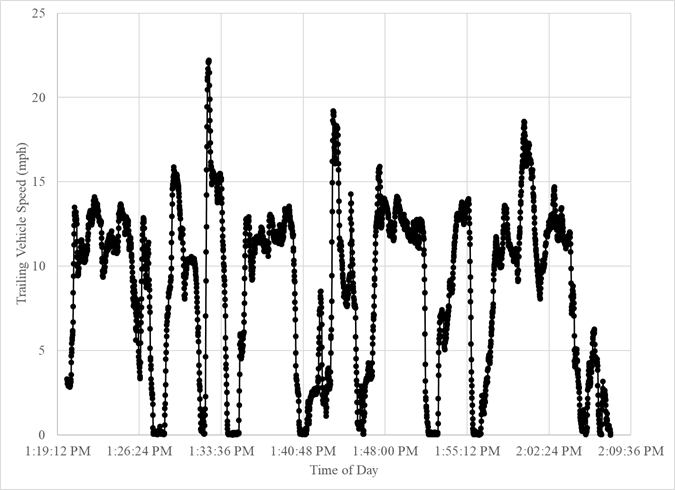 25
20
15
10
5
0
Trailing Vehicle Speed (mph)
1:19:12 PM 1:26:24 PM 1:33:36 PM 1:40:48 PM 1:48:00 PM 1:55:12 PM 2:02:24 PM 2:09:36 PM
Time of Day